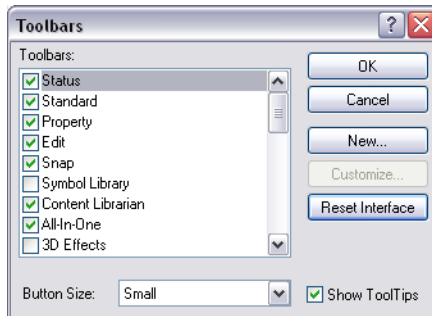 Toolbars
Toolbars:
Status
Standard
Property
Edit
Snap
Symbol Library
Content Librarian
All-In-One
3D Effects
OK
Cancel
New...
Customize...
Reset Interface
Button Size:
Small
Show ToolTips